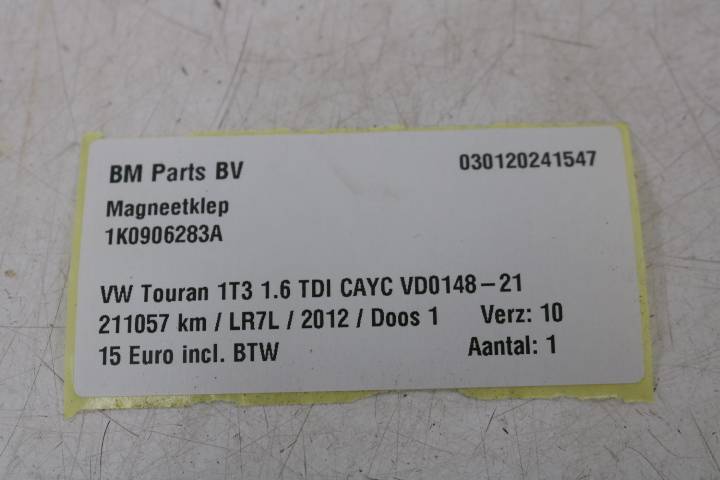 BM Parts BV 030120241547
Magneetklep
1K0906283A
VW Touran 1T3 1.6 TDI CAYC VD0148-21
211057 km / LR7L / 2012 / Doos 1 Verz: 10
15 Euro incl. BTW Aantal: 1